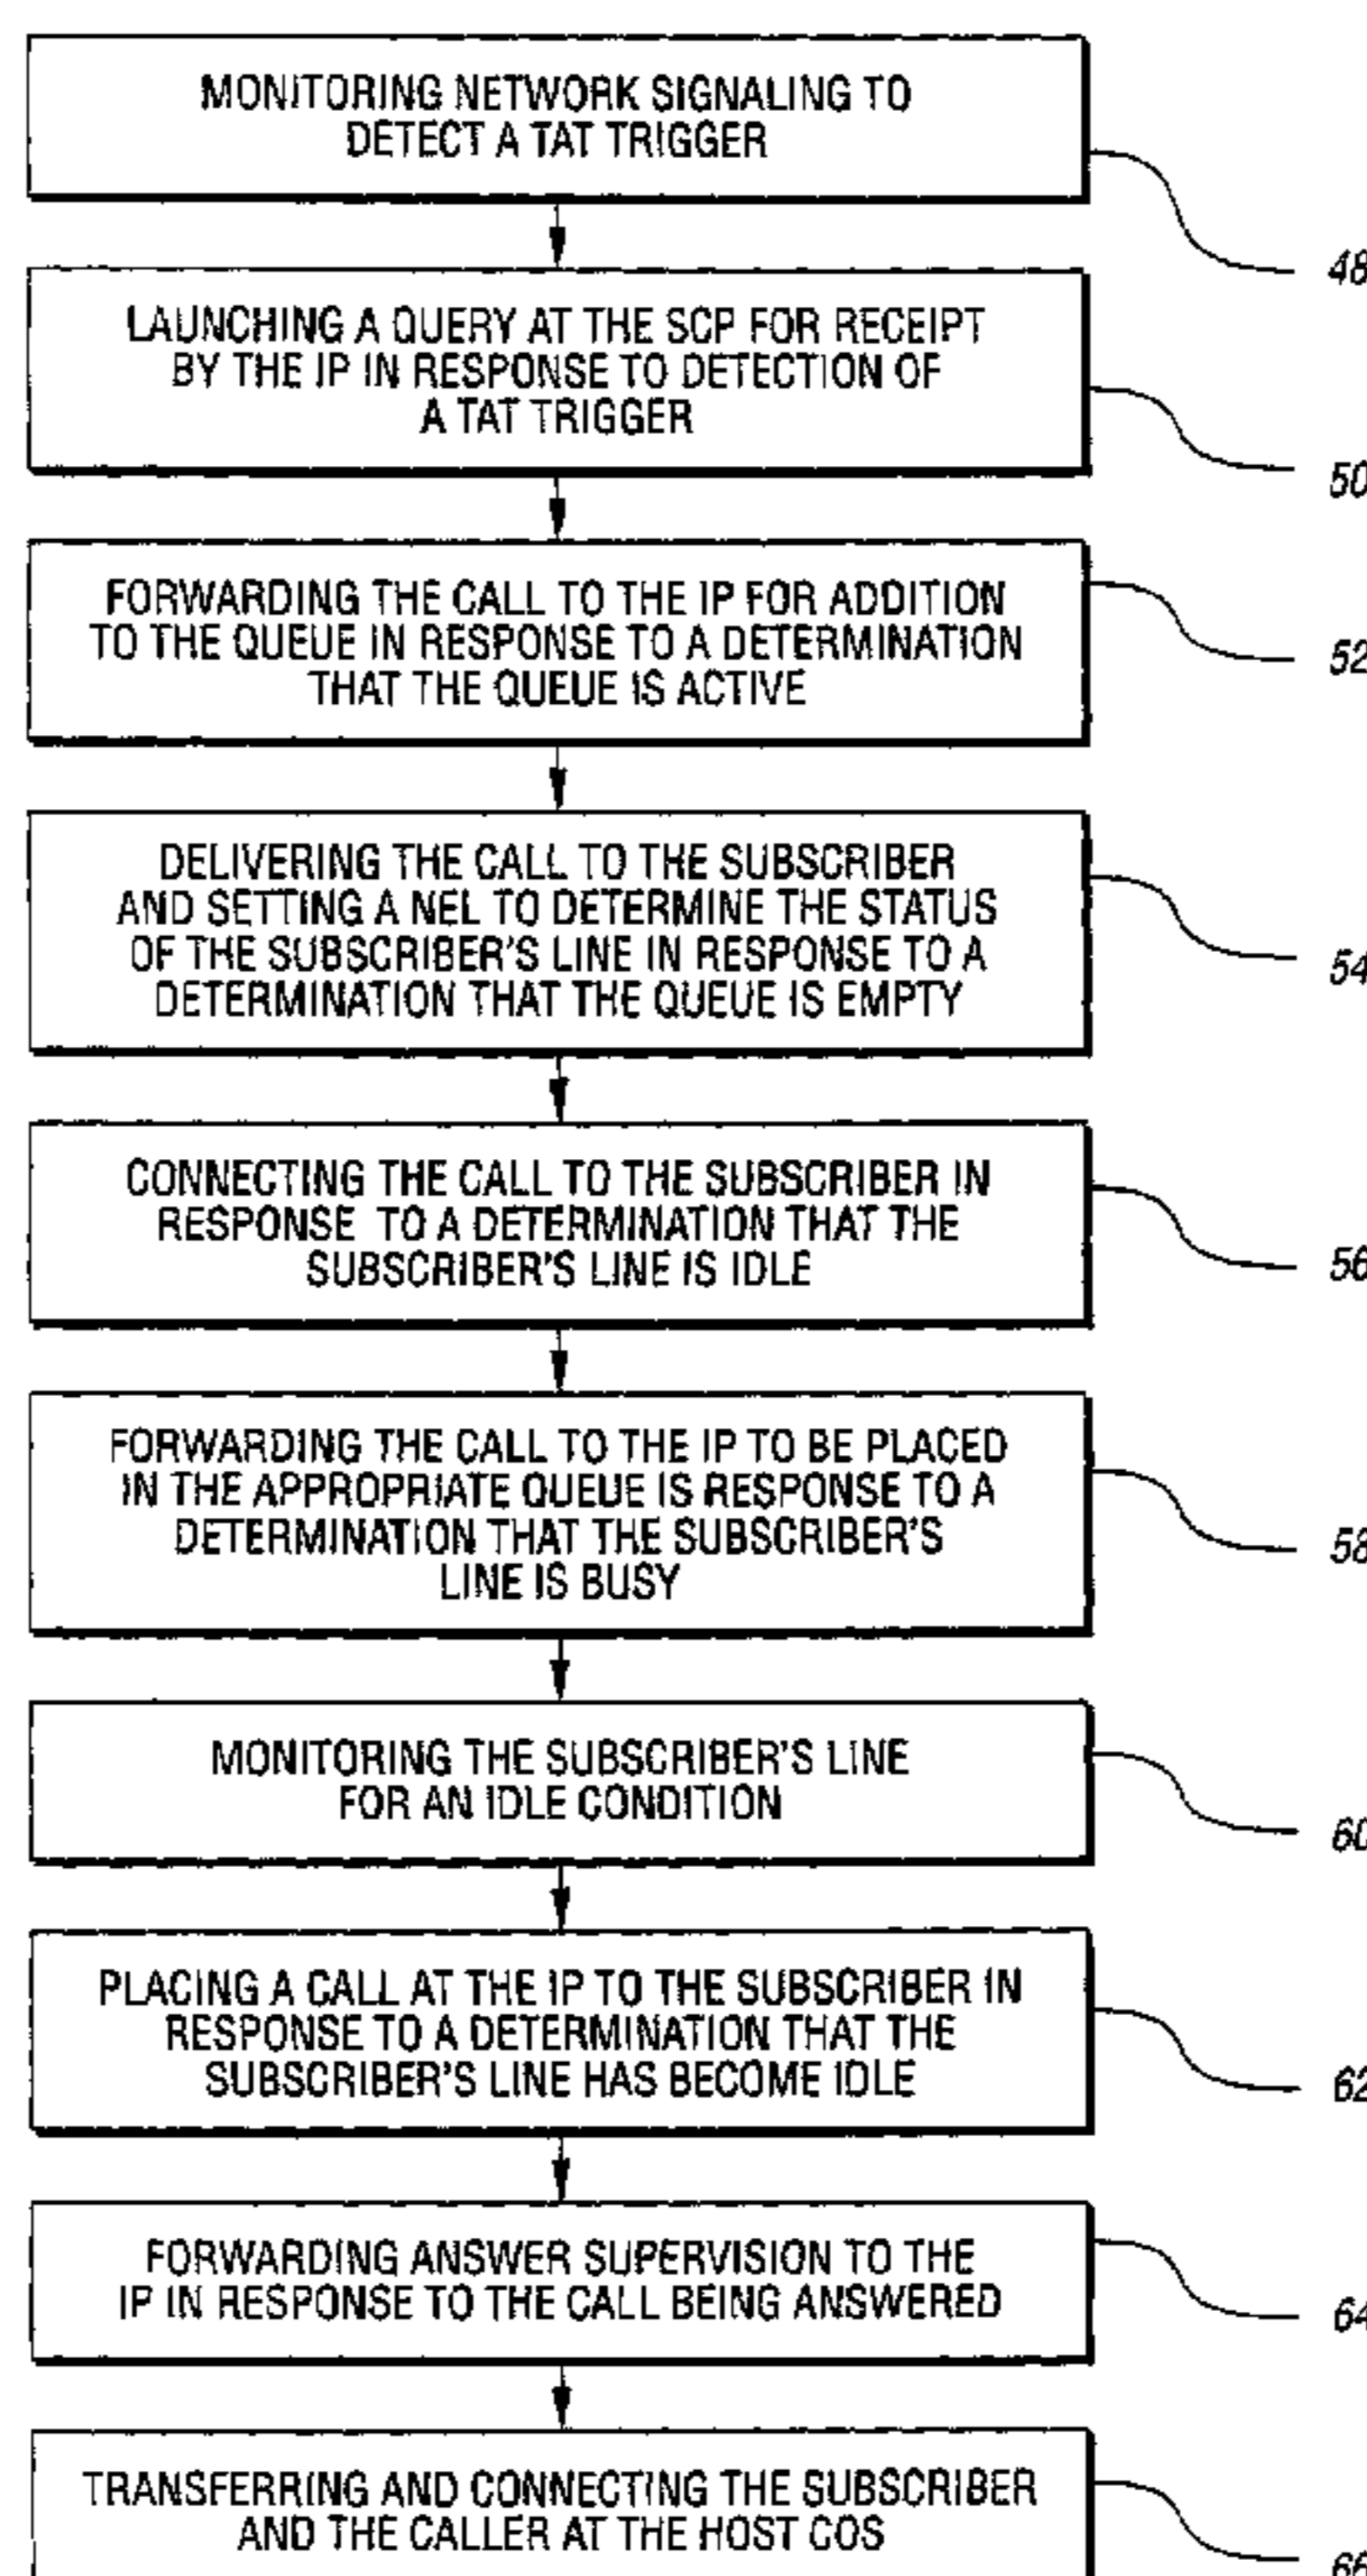 MONITORING NETWORK SIGNALING TO
DETECT A TAT TRIGGER
48
LAUNCHING A QUERY AT THE SCP FOR RECEIPT
BY THE IP IN RESPONSE TO DETECTION OF
A TAT TRIGGER
50
FORWARDING THE CALL TO THE IP FOR ADDITION
TO THE QUEUE IN RESPONSE TO A DETERMINATION
THAT THE QUEUE IS ACTIVE
52
DELIVERING THE CALL TO THE SUBSCRIBER
AND SETTING A NEL TO DETERMINE THE STATUS
OF THE SUBSCRIBER'S LINE IN RESPONSE TO A
DETERMINATION THAT THE QUEUE IS EMPTY
54
CONNECTING THE CALL TO THE SUBSCRIBER IN
RESPONSE TO A DETERMINATION THAT THE
SUBSCRIBER'S LINE IS IDLE
56
FORWARDING THE CALL TO THE IP TO BE PLACED
IN THE APPROPRIATE QUEUE IS RESPONSE TO A
DETERMINATION THAT THE SUBSCRIBER'S
LINE IS BUSY
58
MONITORING THE SUBSCRIBER'S LINE
FOR AN IDLE CONDITION
60
PLACING A CALL AT THE IP TO THE SUBSCRIBER IN
RESPONSE TO A DETERMINATION THAT THE
SUBSCRIBER'S LINE HAS BECOME IDLE
62
FORWARDING ANSWER SUPERVISION TO THE
IP IN RESPONSE TO THE CALL BEING ANSWERED
64
TRANSFERRING AND CONNECTING THE SUBSCRIBER
AND THE CALLER AT THE HOST COS
66